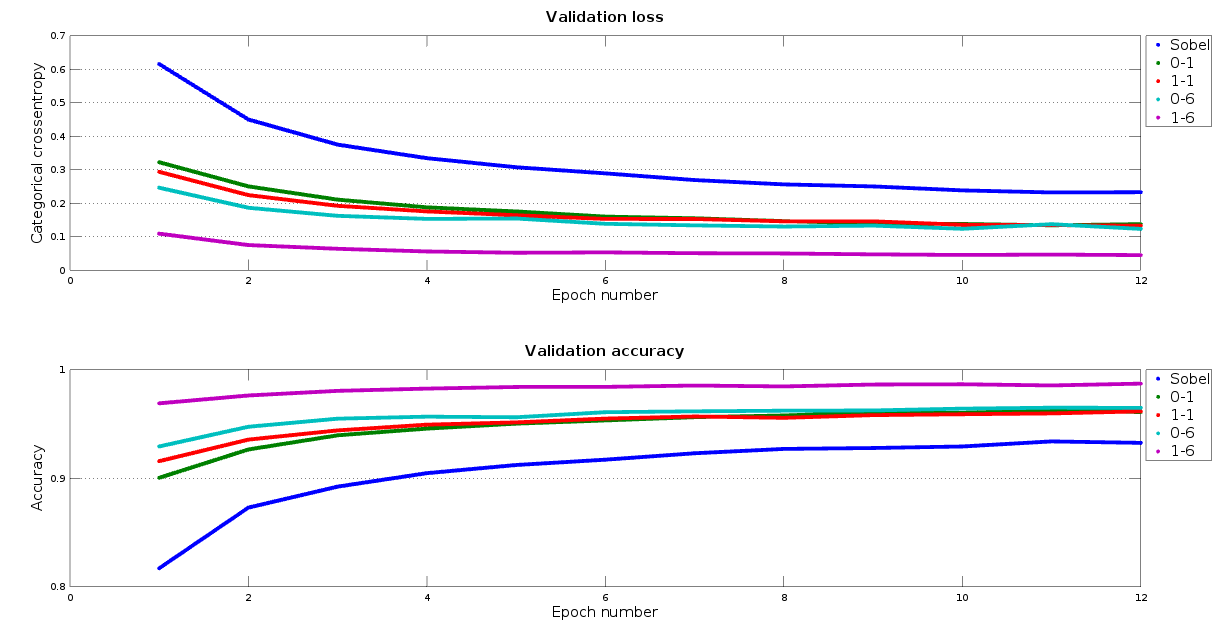 Validation loss
Categorical crossentropy
0.7
0.6
0.5
0.4
0.3
0.2
0.1
0
0 2 4 6 8 10 12
Epoch number
Sobel
0-1
1-1
0-6
1-6
Validation accuracy
Accuracy
1
0.9
0.8
0 2 4 6 8 10 12
Epoch number
Sobel
0-1
1-1
0-6
1-6